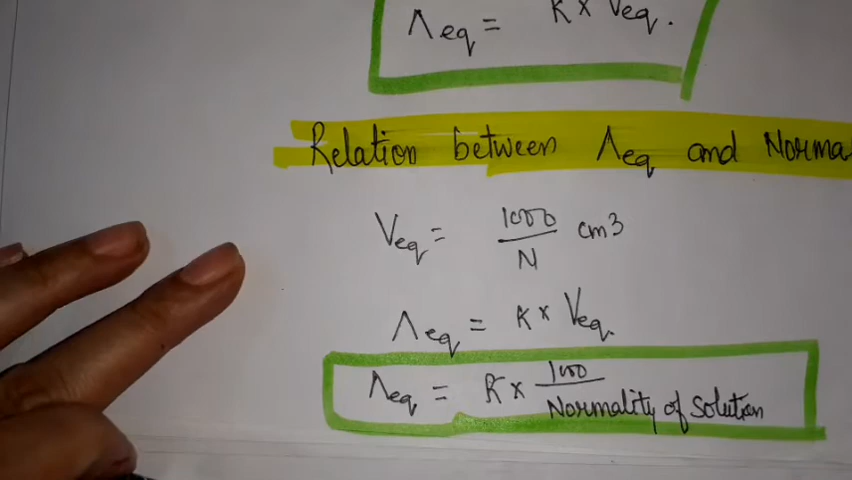 Λeq = K × Veq.
Relation between Λeq and Norma
Veq = 1000/N cm3
Λeq = K × Veq.
Λeq = K × 1000/Normality of solution